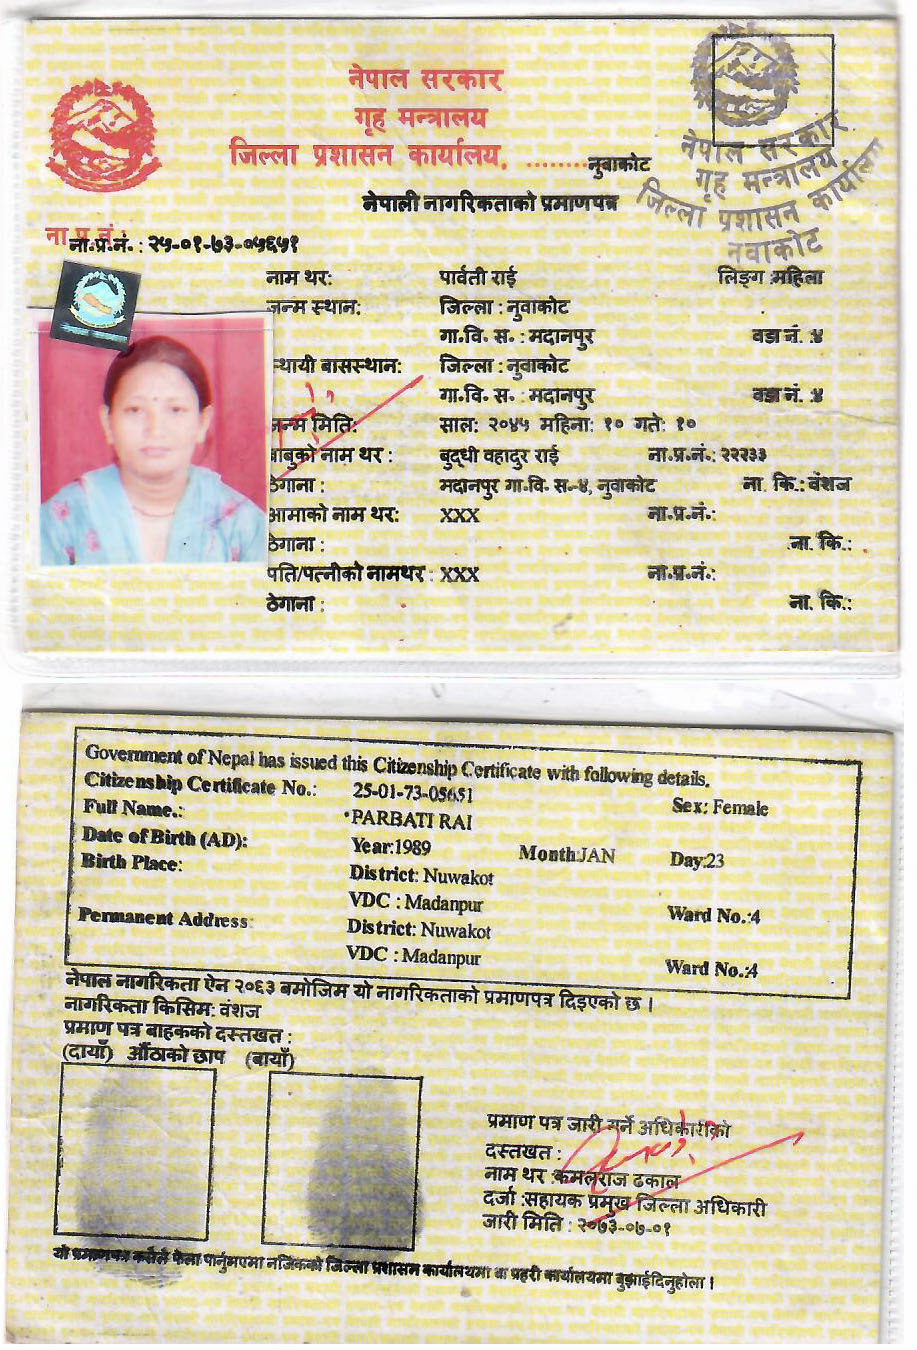 नेपाल सरकार
गृह मन्त्रालय
जिल्ला प्रशासन कार्यालय, ........नुवाकोट
नेपाली नागरिकताको प्रमाणपत्र
नेपाल सरकार
गृह मन्त्रालय
जिल्ला प्रशासन कार्यालय
नुवाकोट
ना.प्र.नं.:
ना.प्र.नं. : २५-०१-७३-०५६५१
नाम थर: पार्वती राई लिङ्ग :महिला
जन्म स्थान: जिल्ला : नुवाकोट
गा.वि. स. : मदानपुर वडा नं. :४
स्थायी बासस्थान: जिल्ला : नुवाकोट
गा.वि. स. : मदानपुर वडा नं. :४
जन्म मिति: साल: २०४५ महिना: १० गते: १०
बाबुको नाम थर : बुद्धी वहादुर राई ना.प्र.नं.: २२२३३
ठेगाना : मदानपुर गा.वि. स.-४, नुवाकोट ना. कि.: वंशज
आमाको नाम थर: XXX ना.प्र.नं.:
ठेगाना : ना. कि.:
पति/पत्नीको नामथर : XXX ना.प्र.नं.:
ठेगाना : ना. कि.:
Government of Nepal has issued this Citizenship Certificate with following details.
Citizenship Certificate No.: 25-01-73-05651 Sex: Female
Full Name.: PARBATI RAI
Date of Birth (AD): Year:1989 Month:JAN Day:23
Birth Place: District: Nuwakot
VDC : Madanpur Ward No.:4
Permanent Address: District: Nuwakot
VDC : Madanpur Ward No.:4
नेपाल नागरिकता ऐन २०६३ बमोजिम यो नागरिकताको प्रमाणपत्र दिइएको छ ।
नागरिकता किसिम: वंशज
प्रमाण पत्र बाहकको दस्तखत :
(दायाँ) औंठाको छाप (बायाँ)
प्रमाण पत्र जारी गर्ने अधिकारीको
दस्तखत :
नाम थर :कमलराज ढकाल
दर्जा :सहायक प्रमुख जिल्ला अधिकारी
जारी मिति : २०७३-०७-०१
यो प्रमाणपत्र कसैले फेला पार्नुभएमा नजिकको जिल्ला प्रशासन कार्यालयमा वा प्रहरी कार्यालयमा बुझाईदिनुहोला ।